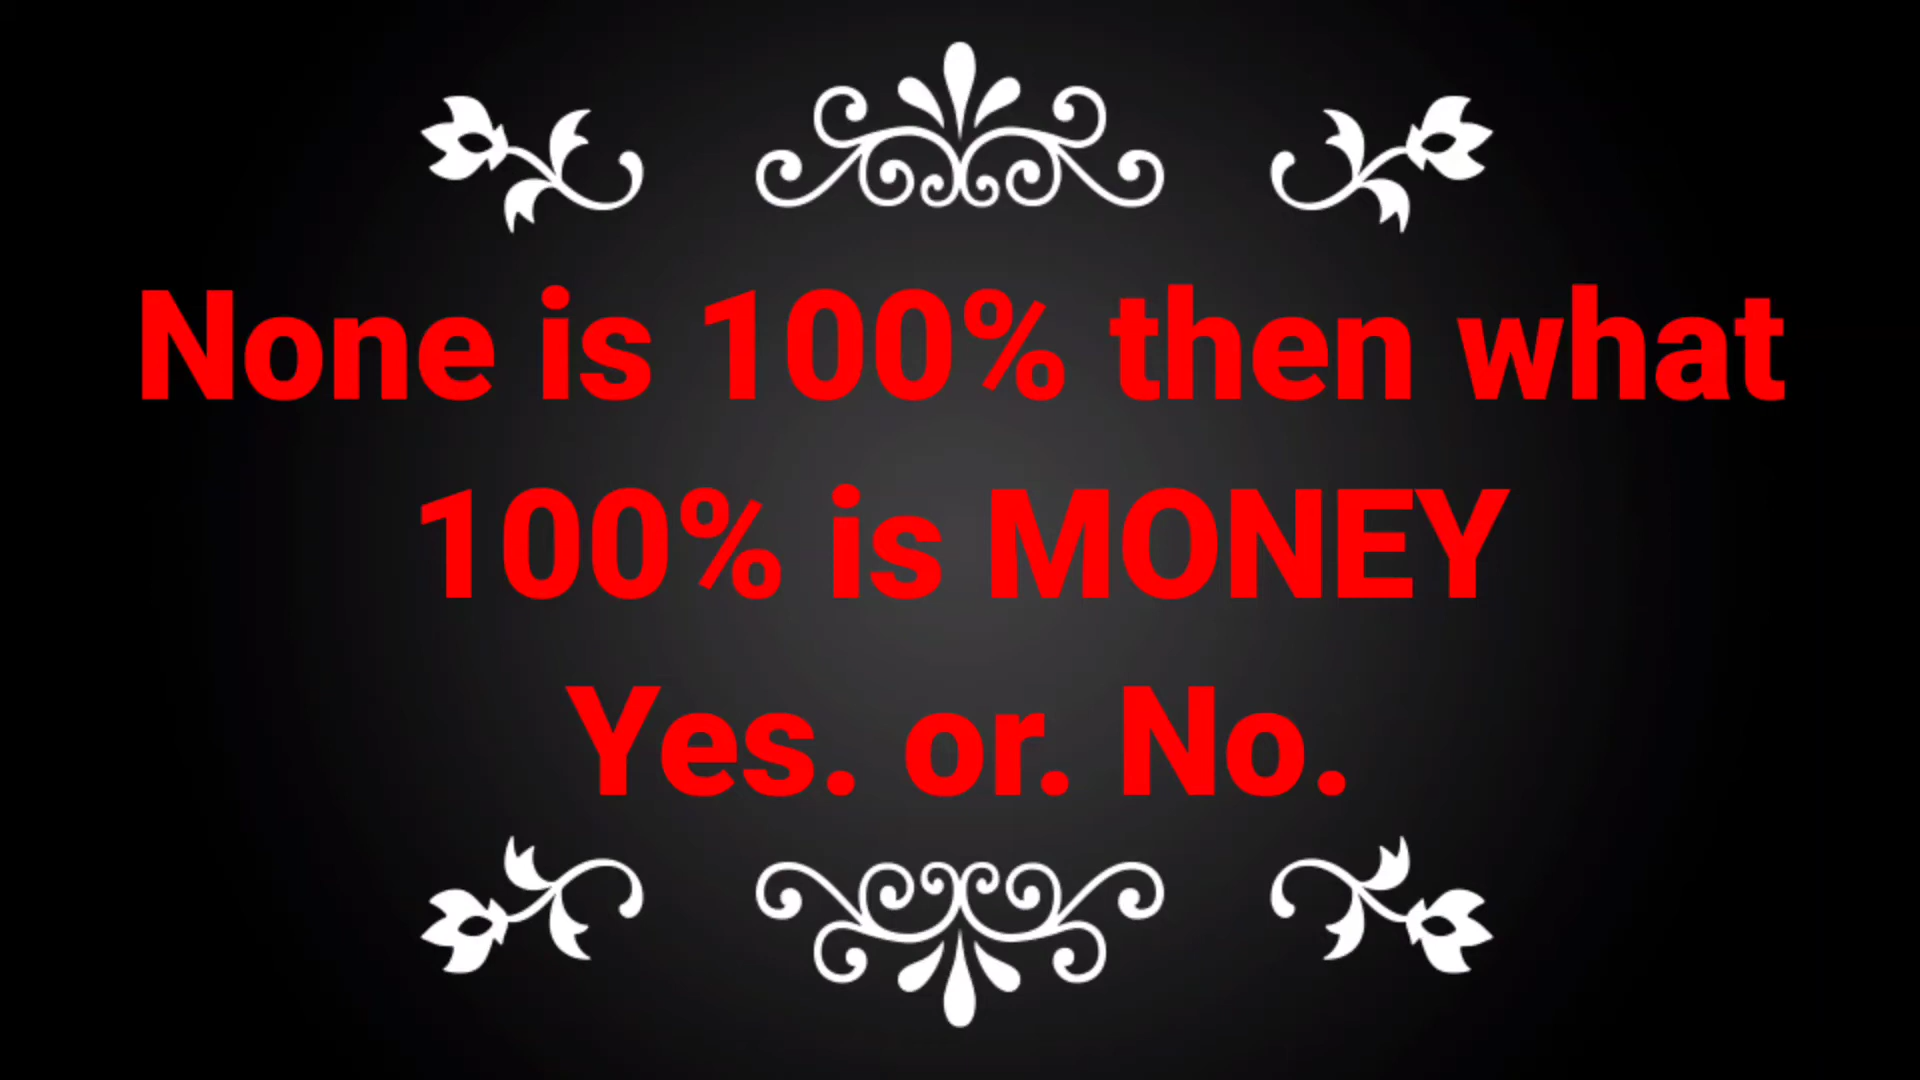 None is 100% then what
100% is MONEY
Yes. or. No.